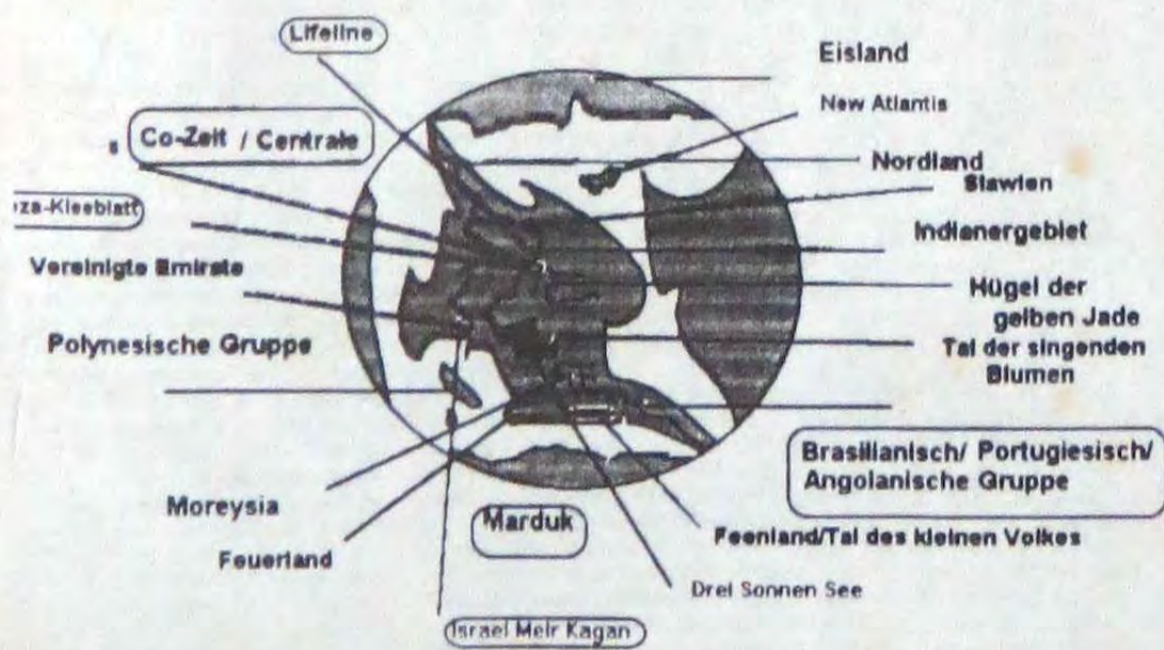 Lifeline
Eisland
New Atlantis
Co-Zeit / Centrale
Nordland
Slawien
za-Kleeblatt
Indianergebiet
Vereinigte Emirate
Hügel der
gelben Jade
Polynesische Gruppe
Tal der singenden
Blumen
Brasilianisch/ Portugiesisch/
Angolanische Gruppe
Moreysia
Marduk
Feuerland
Feenland/Tal des kleinen Volkes
Drei Sonnen See
Israel Meir Kagan